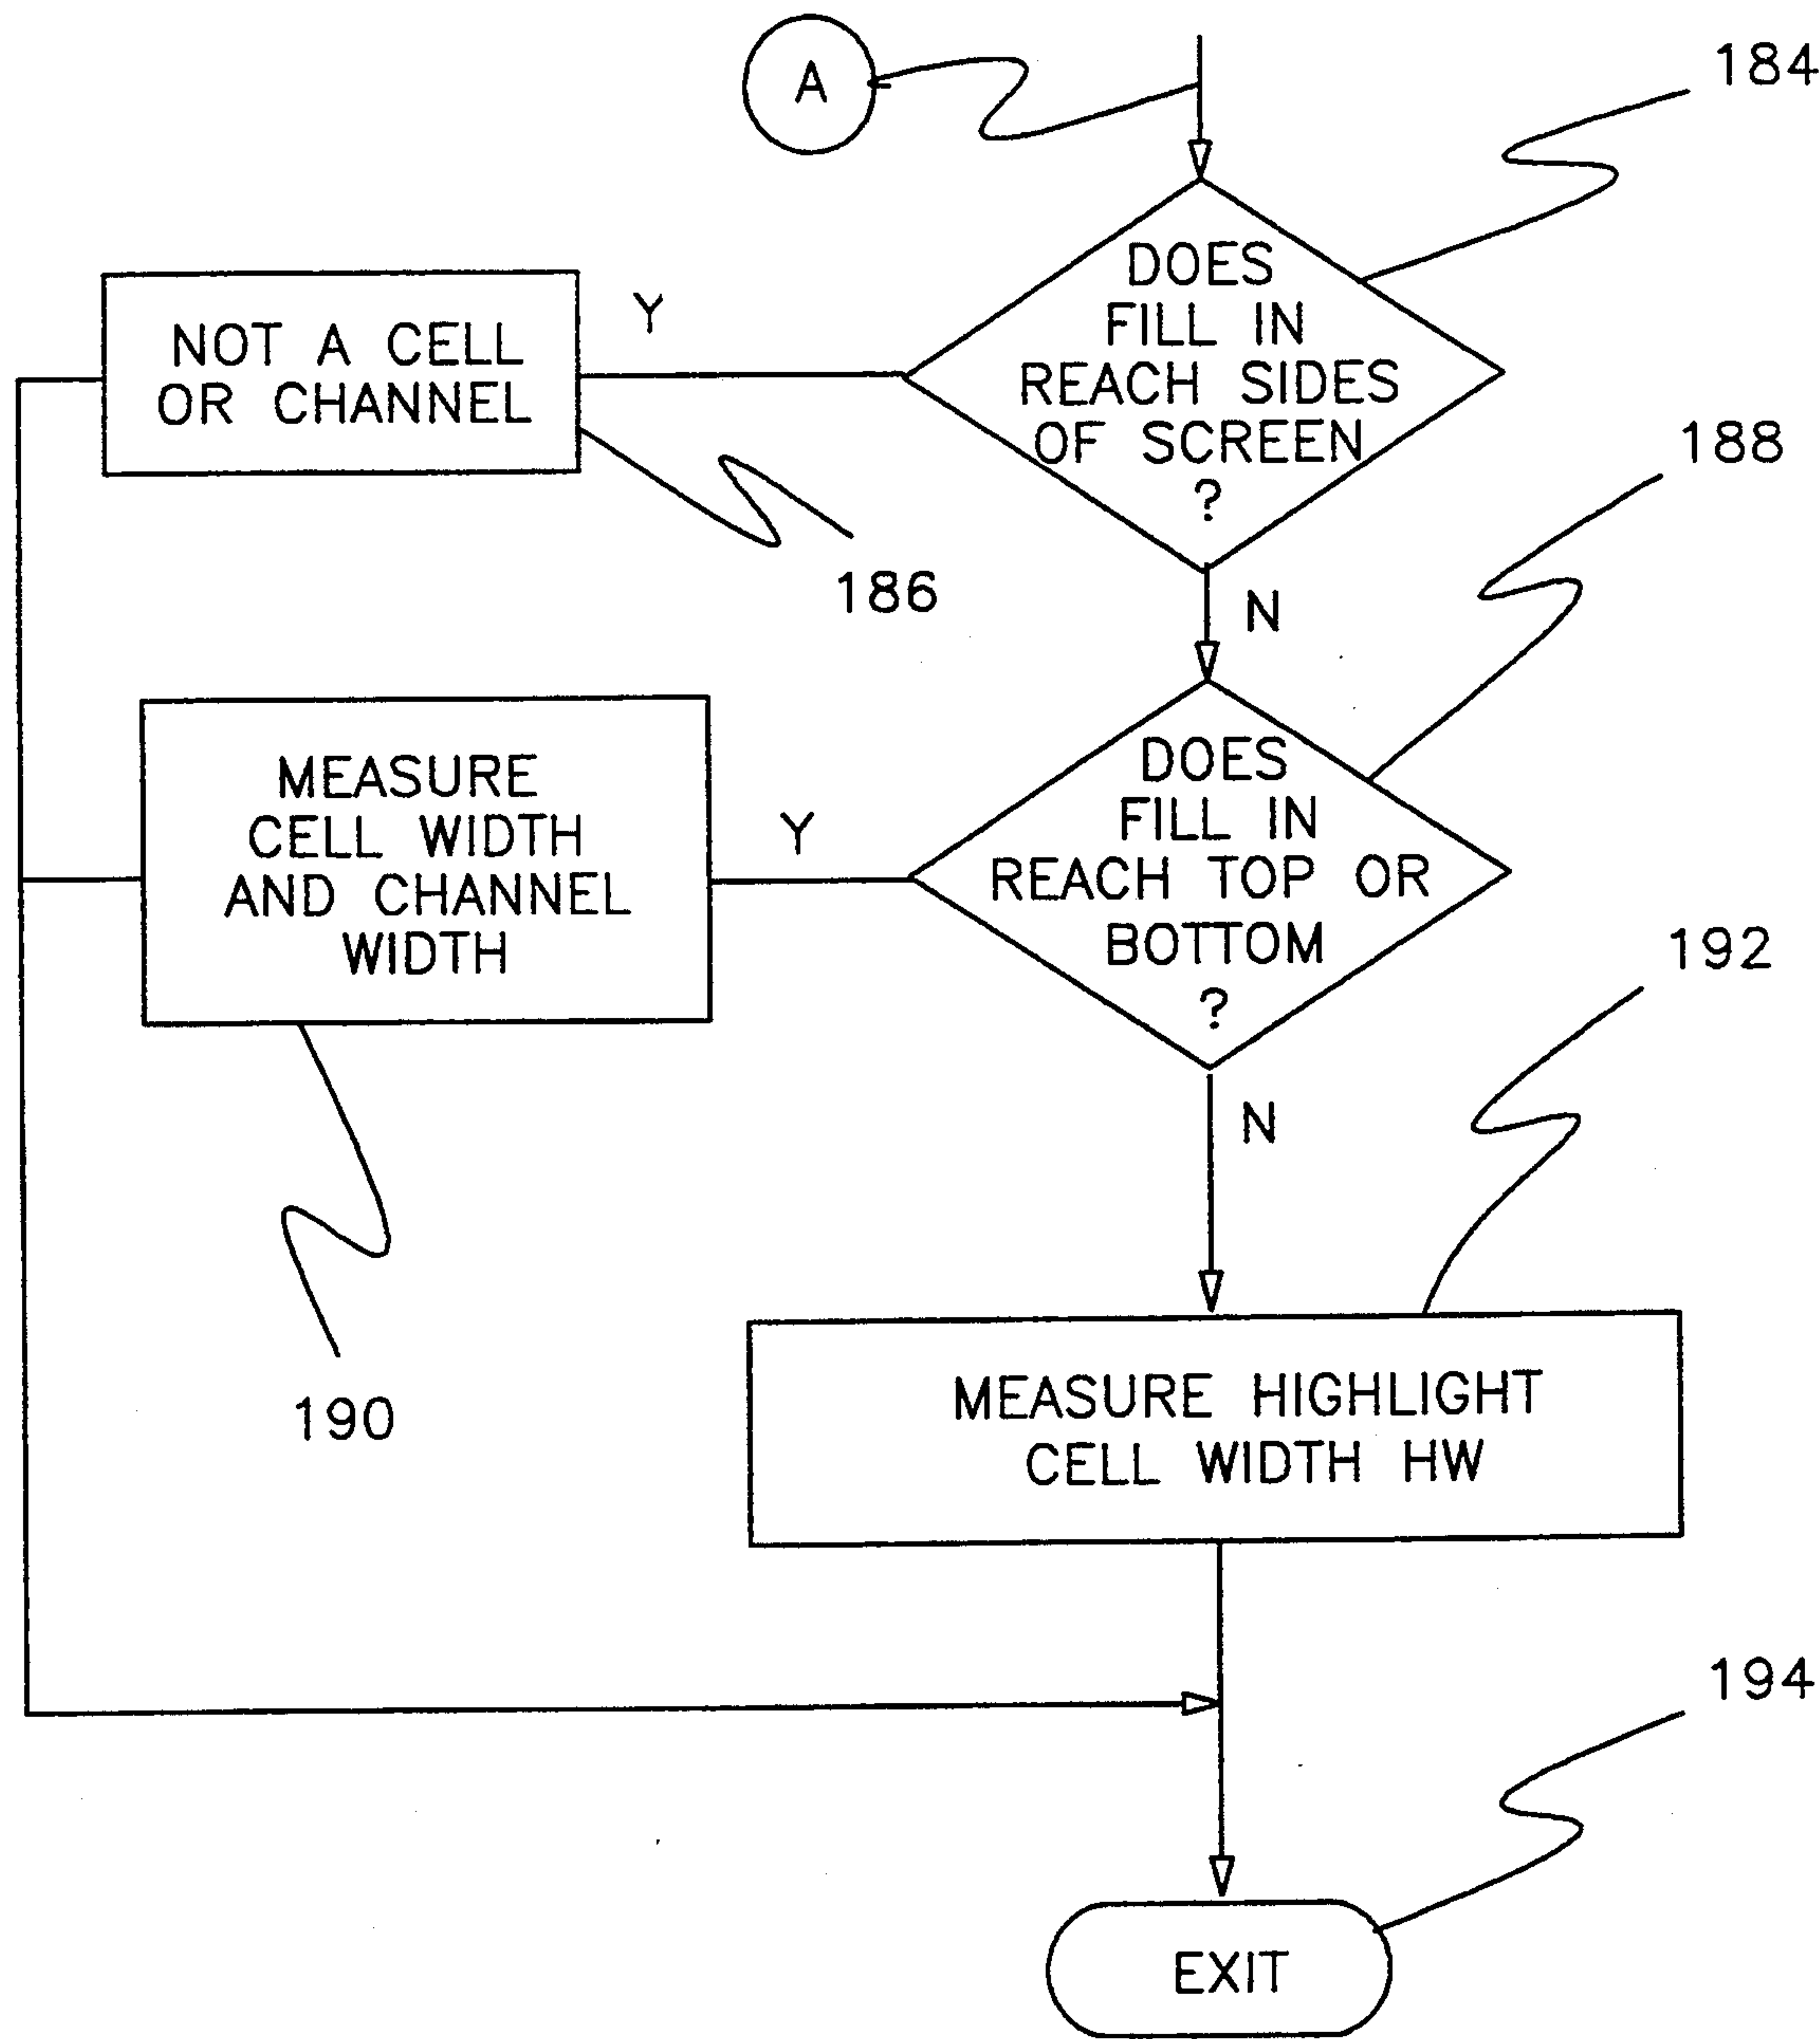 A
184
DOES
FILL IN
REACH SIDES
OF SCREEN
?
Y
NOT A CELL
OR CHANNEL
186
N
188
DOES
FILL IN
REACH TOP OR
BOTTOM
?
Y
MEASURE
CELL WIDTH
AND CHANNEL
WIDTH
190
N
192
MEASURE HIGHLIGHT
CELL WIDTH HW
194
EXIT